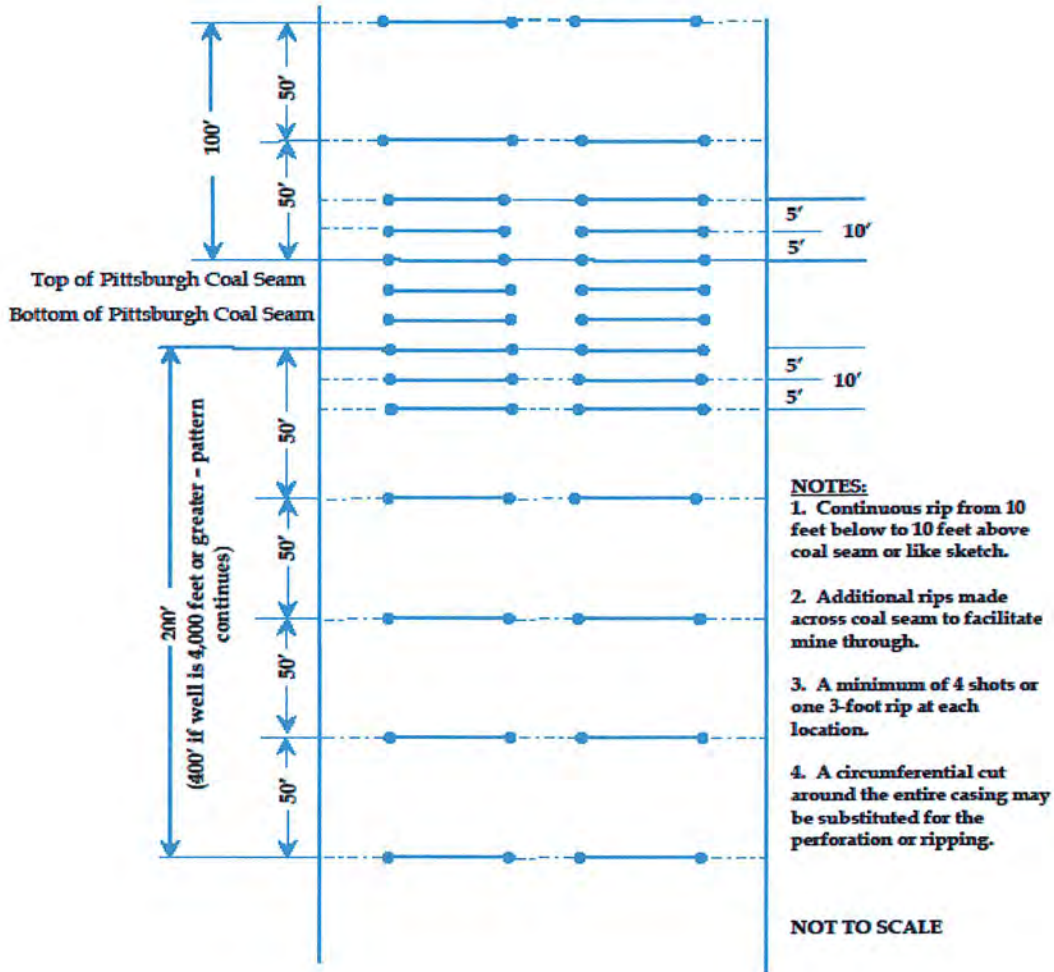 100'
50'
50'
5'
10'
5'
Top of Pittsburgh Coal Seam
Bottom of Pittsburgh Coal Seam
5'
10'
5'
200'
(400' if well is 4,000 feet or greater - pattern
continues)
50'
50'
50'
50'
NOTES:
1. Continuous rip from 10
feet below to 10 feet above
coal seam or like sketch.
2. Additional rips made
across coal seam to facilitate
mine through.
3. A minimum of 4 shots or
one 3-foot rip at each
location.
4. A circumferential cut
around the entire casing may
be substituted for the
perforation or ripping.
NOT TO SCALE